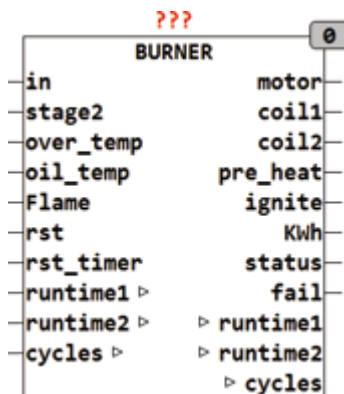 ???
0
BURNER
in motor
stage2 coil1
over_temp coil2
oil_temp pre_heat
Flame ignite
rst KWh
rst_timer status
runtime1 ▷ fail
runtime2 ▷ ▷ runtime1
cycles ▷ ▷ runtime2
▷ cycles